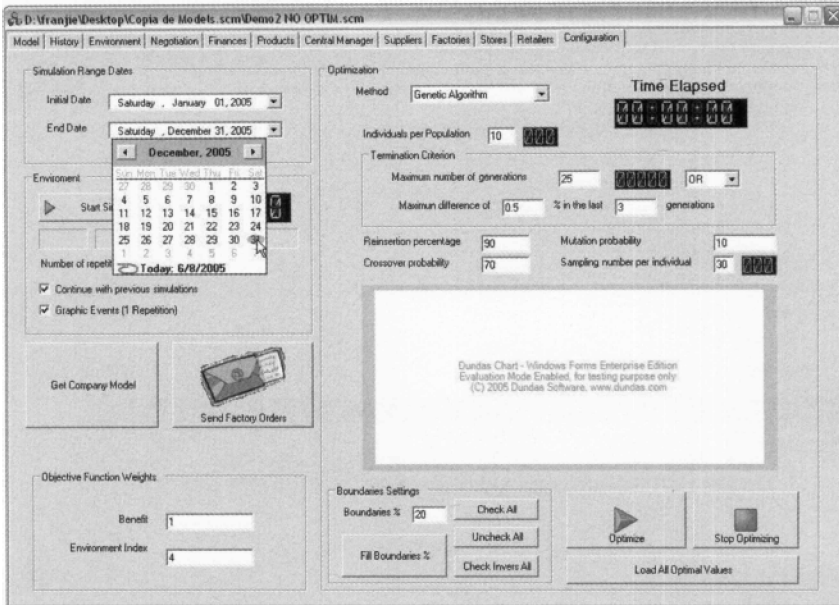 D:\franjie\Desktop\Copia de Models.scm\Demo2 NO OPTIM.scm
Model History Environment Negotiation Finances Products Central Manager Suppliers Factories Stores Retailers Configuration
Simulation Range Dates
Initial Date Saturday , January 01, 2005
End Date Saturday , December 31, 2005
December, 2005
Sun Mon Tue Wed Thu Fri Sat
27 28 29 30 1 2 3
4 5 6 7 8 9 10
11 12 13 14 15 16 17
18 19 20 21 22 23 24
25 26 27 28 29 30 31
1 2 3 4 5 6
Today: 6/8/2005
Enviroment
Start Si
Number of repetit
Continue with previous simulations
Graphic Events (1 Repetition)
Get Company Model
Send Factory Orders
Objective Function Weights
Benefit 1
Environment Index 4
Optimization
Method Genetic Algorithm
Time Elapsed
00:00:00
Individuals per Population 10 000
Termination Criterion
Maximum number of generations 25 00000 OR
Maximun difference of 0.5 % in the last 3 generations
Reinsertion percentage 90 Mutation probability 10
Crossover probability 70 Sampling number per individual 30 000
Dundas Chart - Windows Forms Enterprise Edition
Evaluation Mode Enabled, for testing purpose only.
(C) 2005 Dundas Software, www.dundas.com
Boundaries Settings
Boundaries % 20
Fill Boundaries %
Check All
Uncheck All
Check Invers All
Optimize
Stop Optimizing
Load All Optimal Values